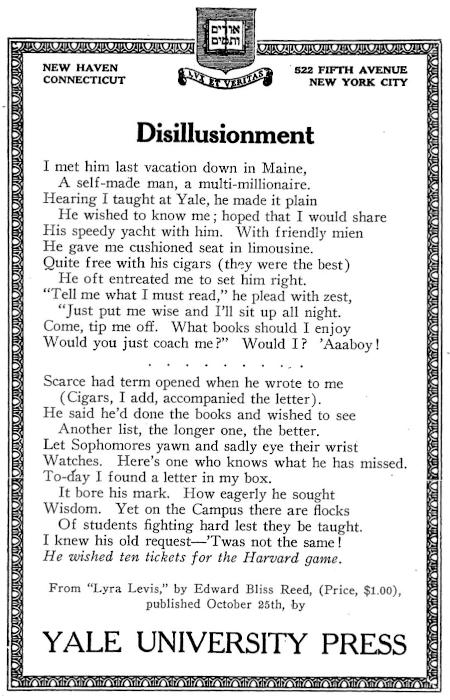 אורים
ותמים
LVX ET VERITAS
NEW HAVEN
CONNECTICUT
522 FIFTH AVENUE
NEW YORK CITY
Disillusionment
I met him last vacation down in Maine,
A self-made man, a multi-millionaire.
Hearing I taught at Yale, he made it plain
He wished to know me; hoped that I would share
His speedy yacht with him. With friendly mien
He gave me cushioned seat in limousine.
Quite free with his cigars (they were the best)
He oft entreated me to set him right.
“Tell me what I must read,” he plead with zest,
“Just put me wise and I’ll sit up all night.
Come, tip me off. What books should I enjoy
Would you just coach me?” Would I? ’Aaaboy!
. . . . . . . . . .
Scarce had term opened when he wrote to me
(Cigars, I add, accompanied the letter).
He said he’d done the books and wished to see
Another list, the longer one, the better.
Let Sophomores yawn and sadly eye their wrist
Watches. Here’s one who knows what he has missed.
To-day I found a letter in my box.
It bore his mark. How eagerly he sought
Wisdom. Yet on the Campus there are flocks
Of students fighting hard lest they be taught.
I knew his old request—’Twas not the same!
He wished ten tickets for the Harvard game.
From “Lyra Levis,” by Edward Bliss Reed, (Price, $1.00),
published October 25th, by
YALE UNIVERSITY PRESS